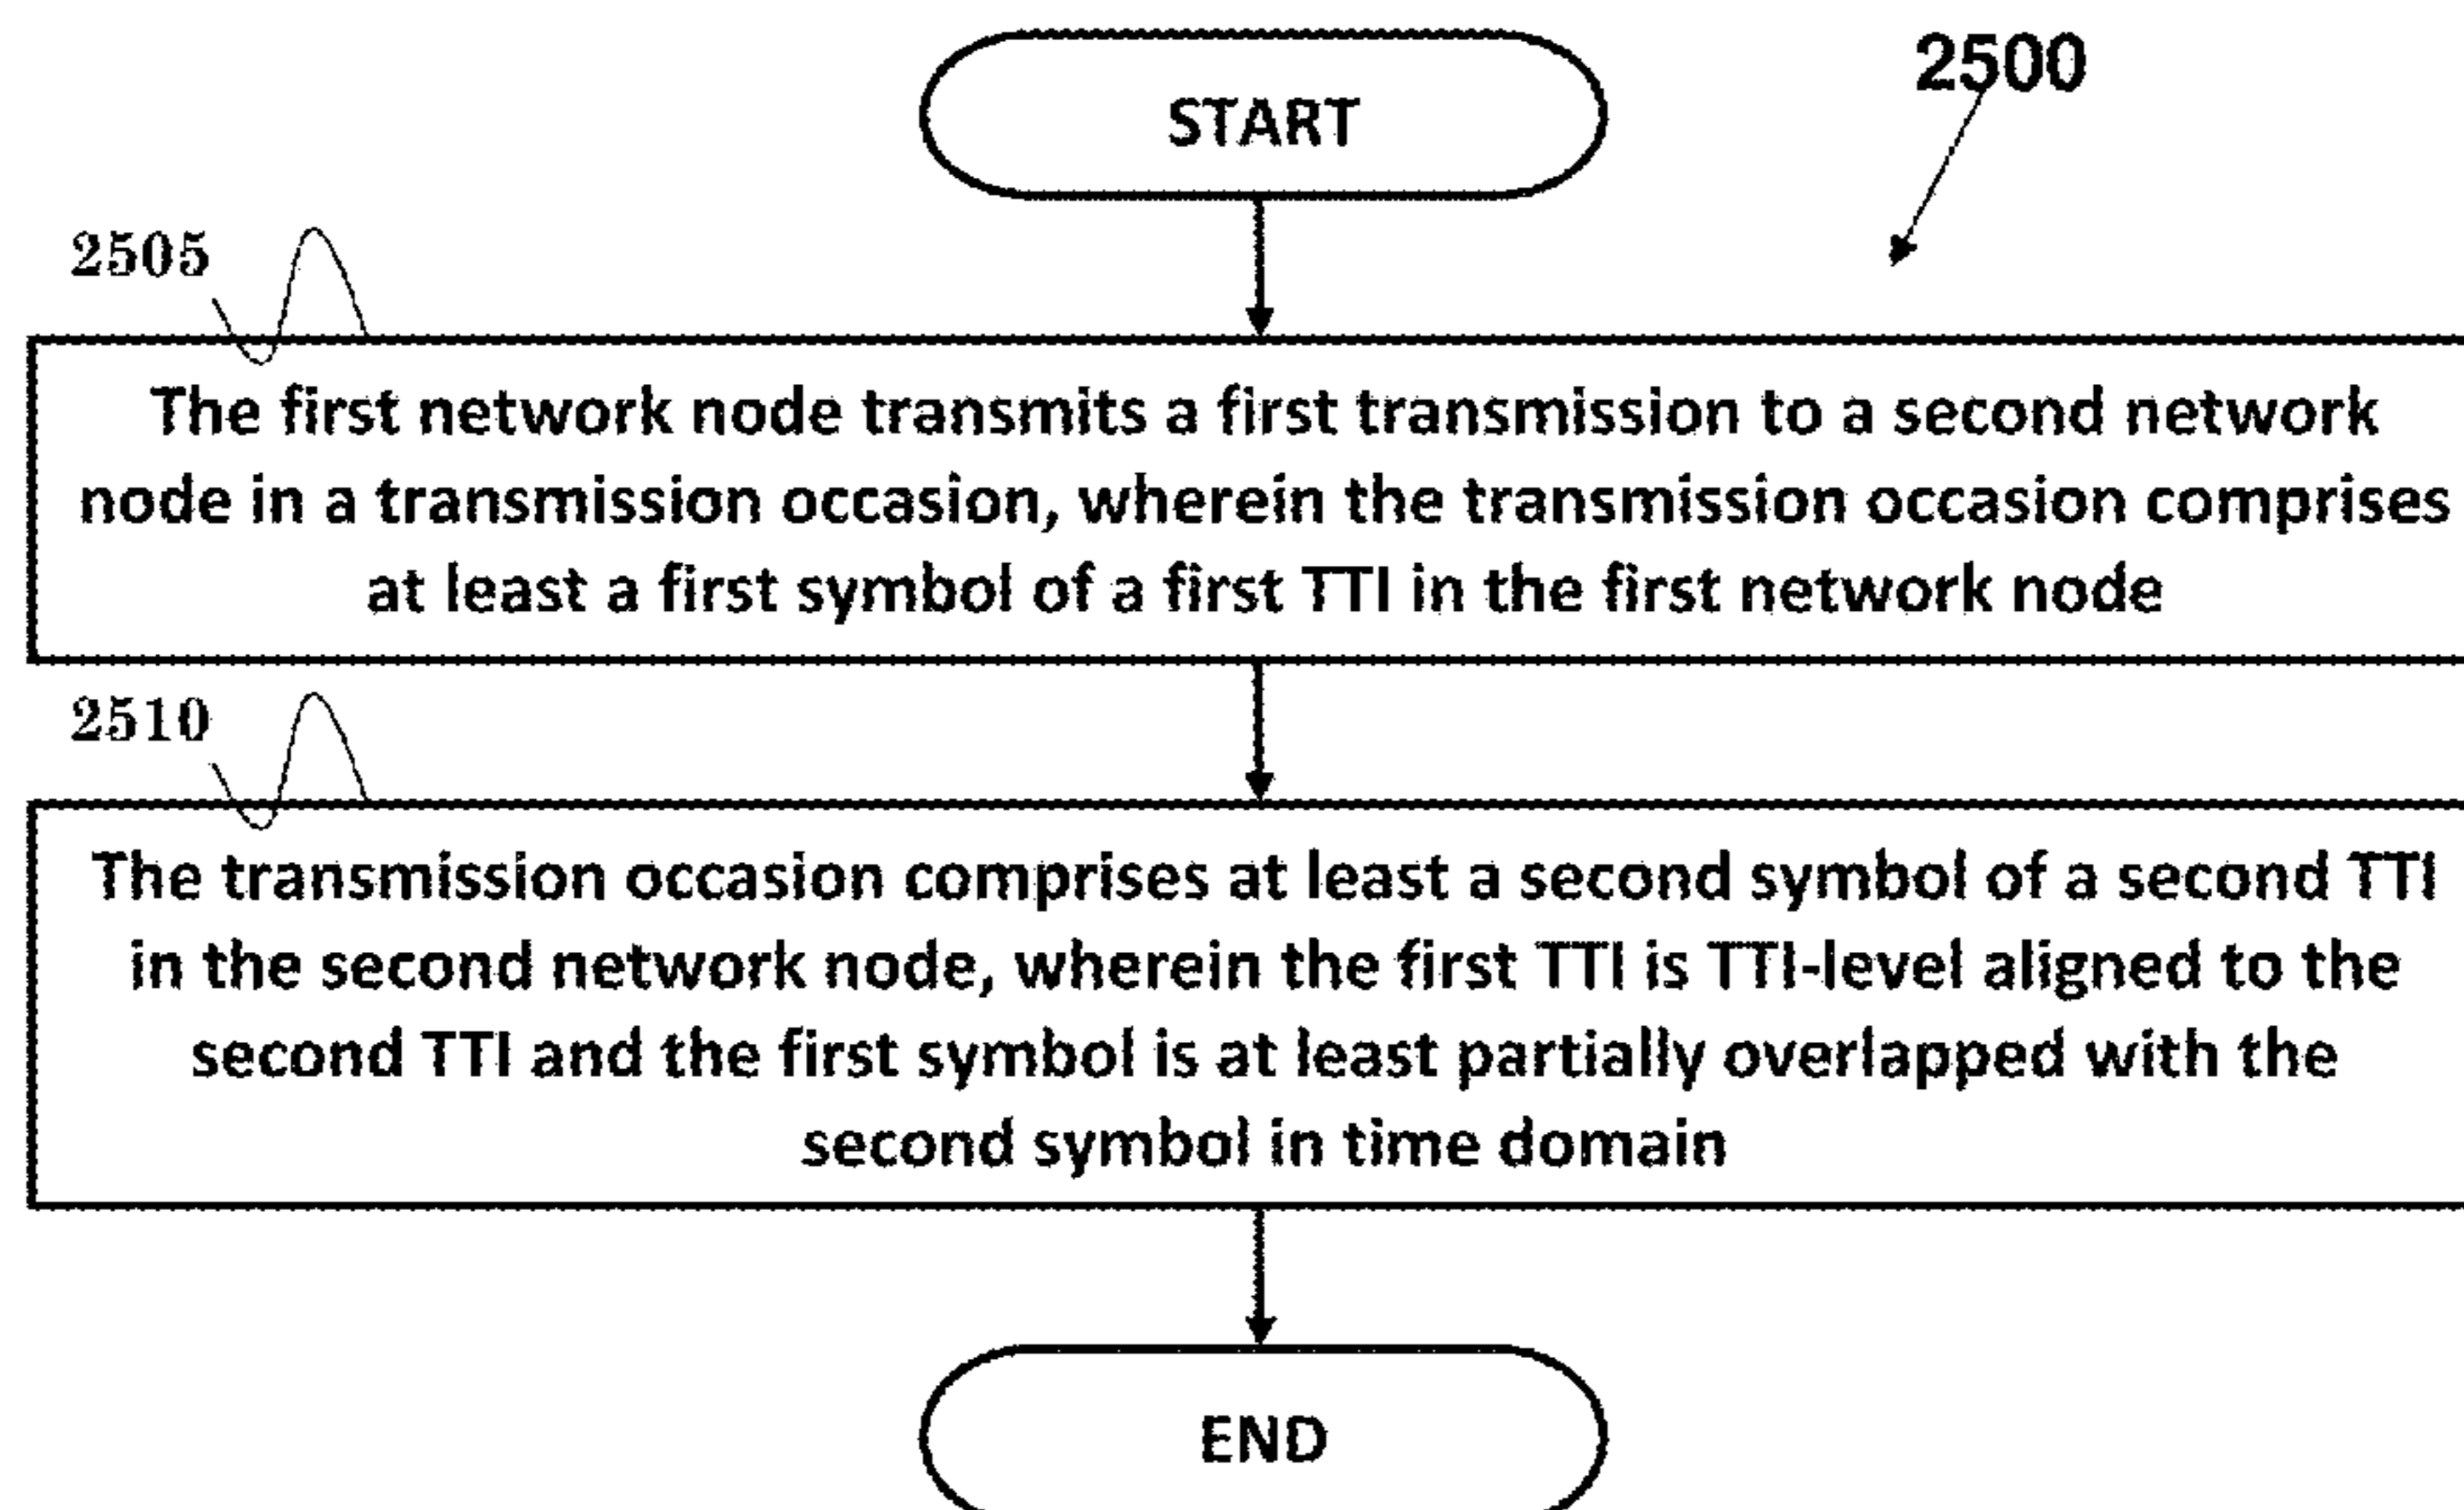 START
2500
2505
The first network node transmits a first transmission to a second network
node in a transmission occasion, wherein the transmission occasion comprises
at least a first symbol of a first TTI in the first network node
2510
The transmission occasion comprises at least a second symbol of a second TTI
in the second network node, wherein the first TTI is TTI-level aligned to the
second TTI and the first symbol is at least partially overlapped with the
second symbol in time domain
END